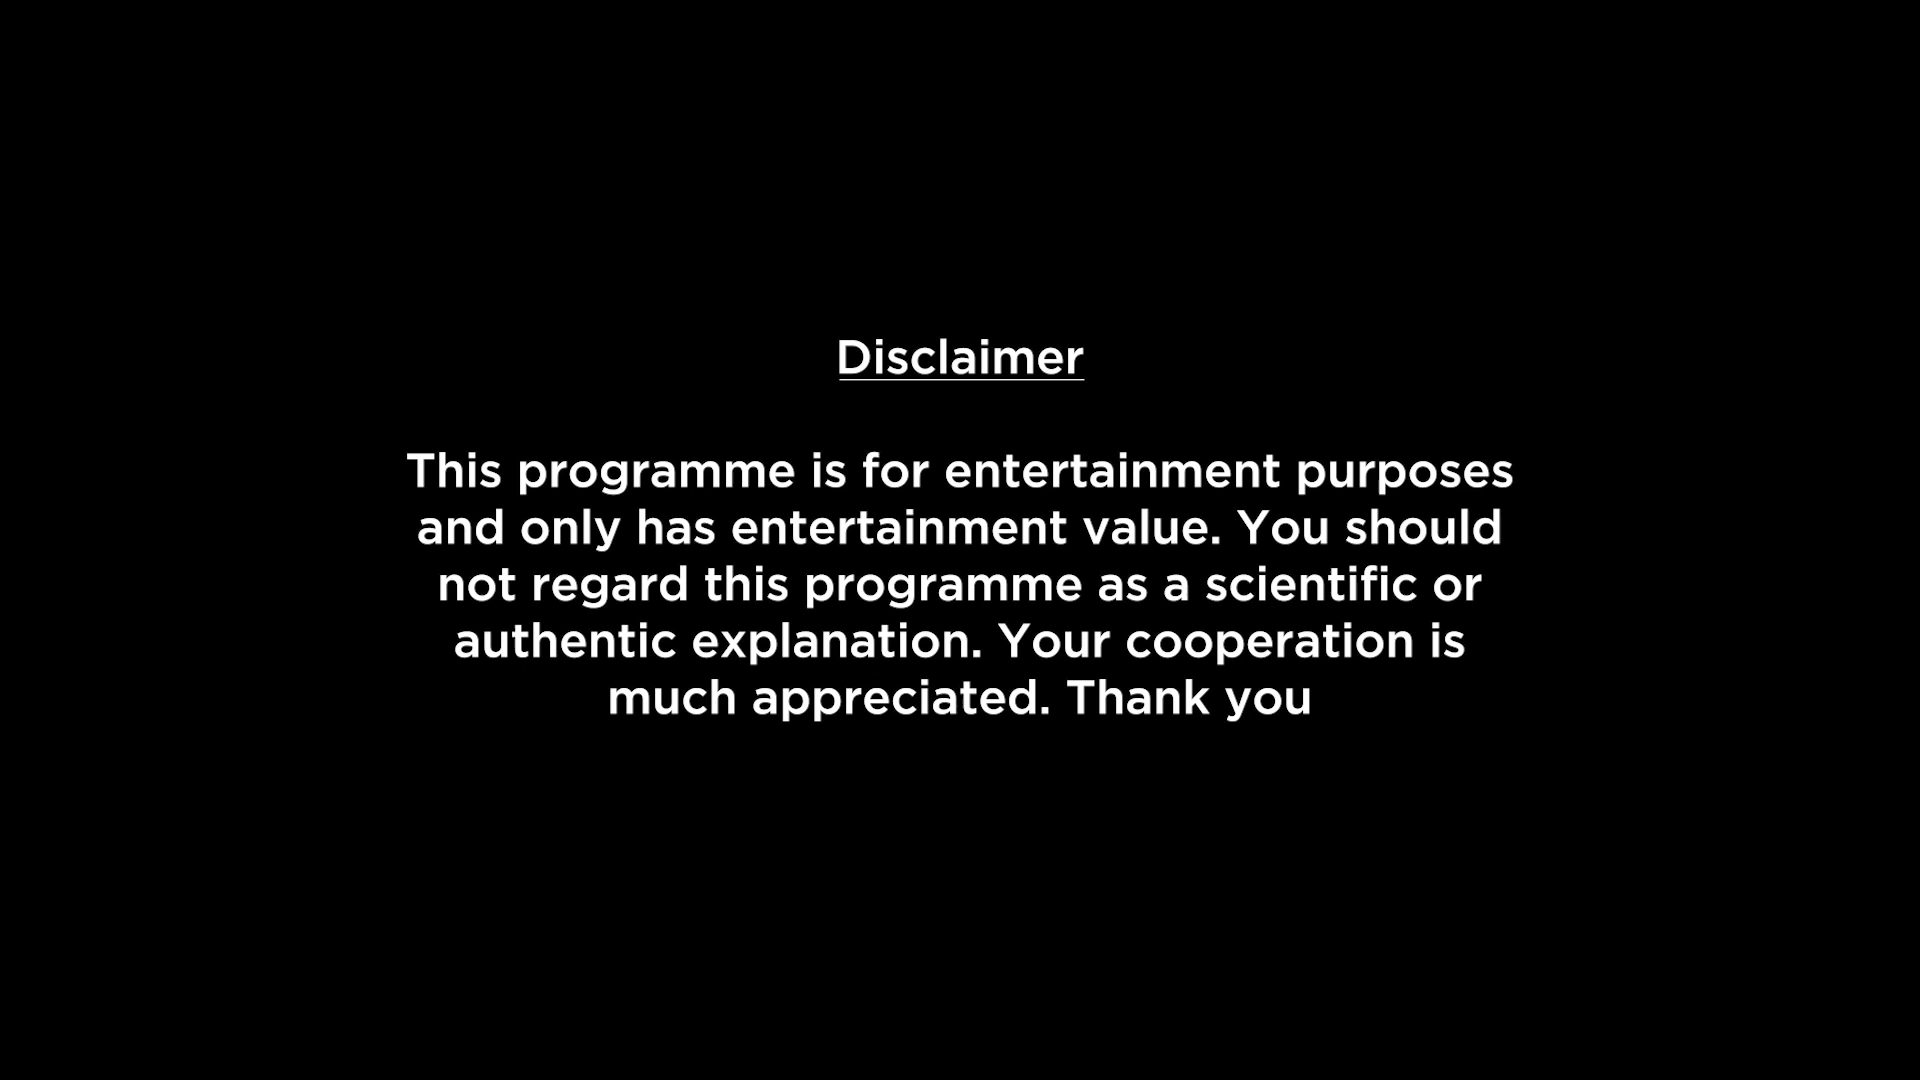 Disclaimer
This programme is for entertainment purposes
and only has entertainment value. You should
not regard this programme as a scientific or
authentic explanation. Your cooperation is
much appreciated. Thank you